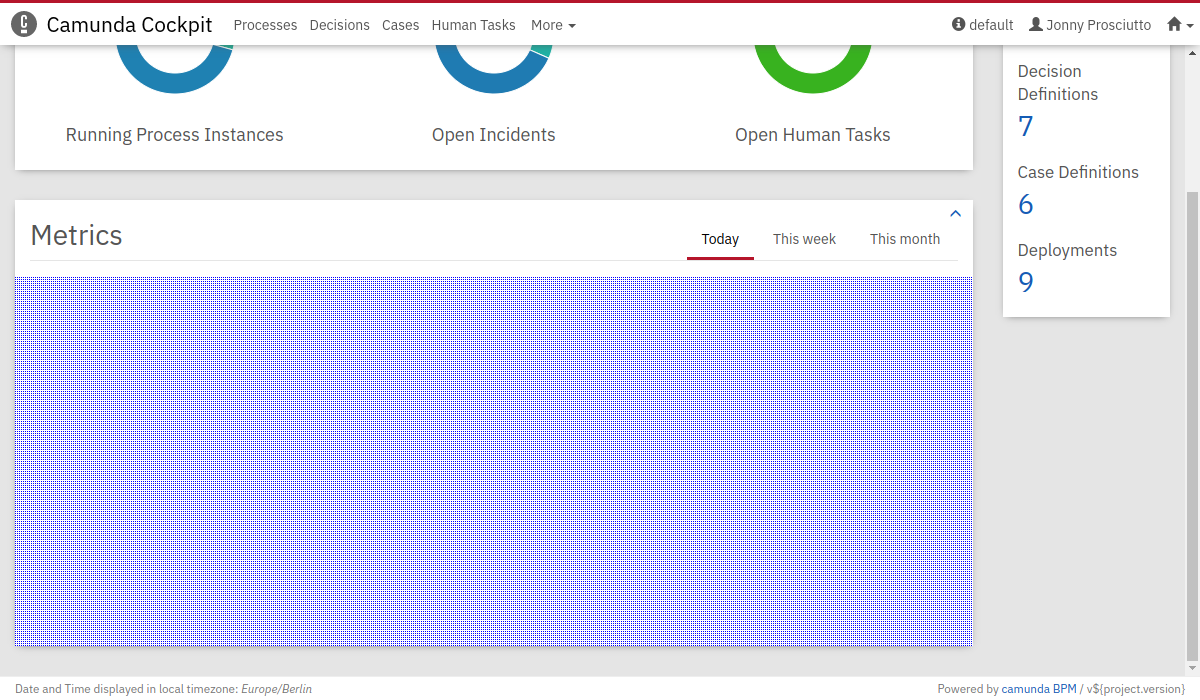 Camunda Cockpit Processes Decisions Cases Human Tasks More default Jonny Prosciutto
Running Process Instances Open Incidents Open Human Tasks
Decision
Definitions
7
Case Definitions
6
Deployments
9
Metrics Today This week This month
Date and Time displayed in local timezone: Europe/Berlin Powered by camunda BPM / v${project.version}